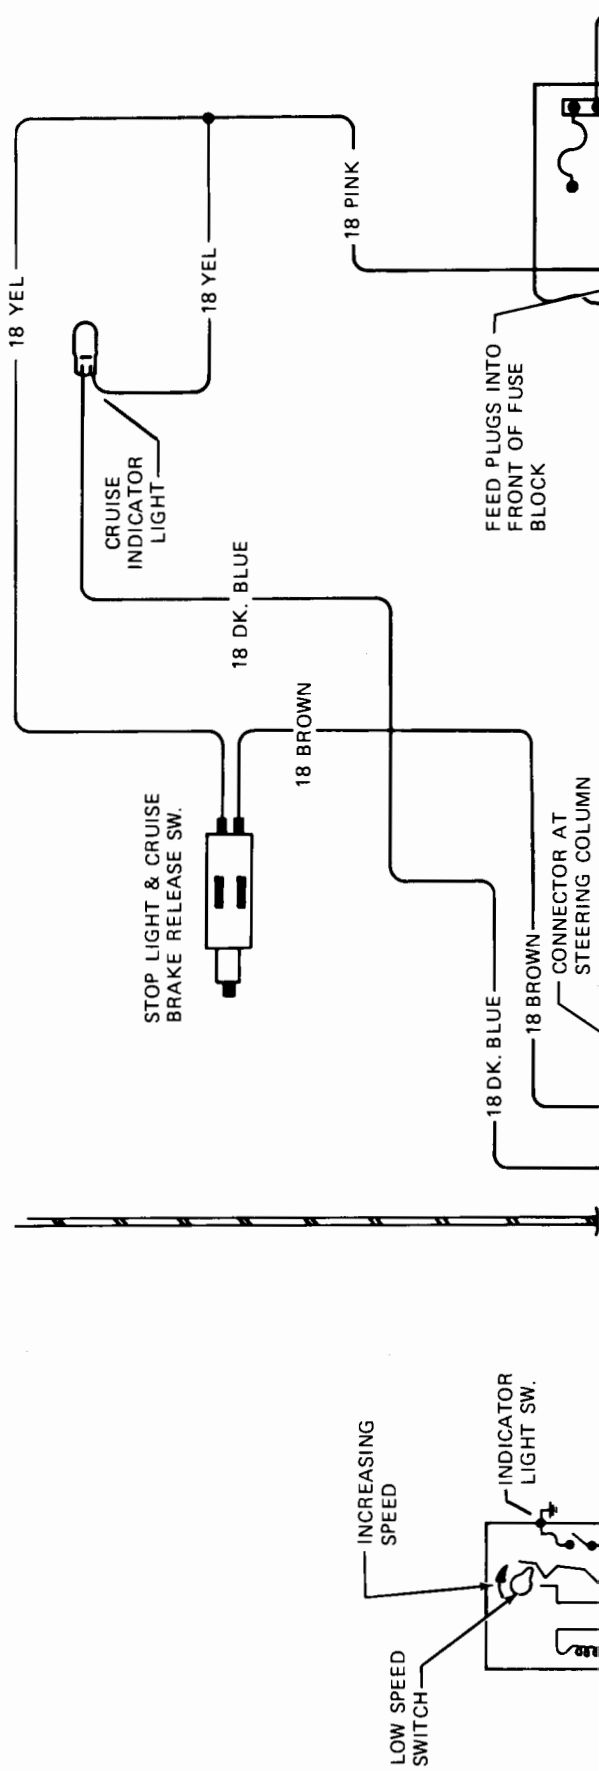 18 YEL
18 YEL
18 PINK
CRUISE
INDICATOR
LIGHT
FEED PLUGS INTO
FRONT OF FUSE
BLOCK
18 DK. BLUE
18 BROWN
STOP LIGHT & CRUISE
BRAKE RELEASE SW.
CONNECTOR AT
STEERING COLUMN
18 BROWN
18 DK. BLUE
INCREASING
SPEED
INDICATOR
LIGHT SW.
LOW SPEED
SWITCH